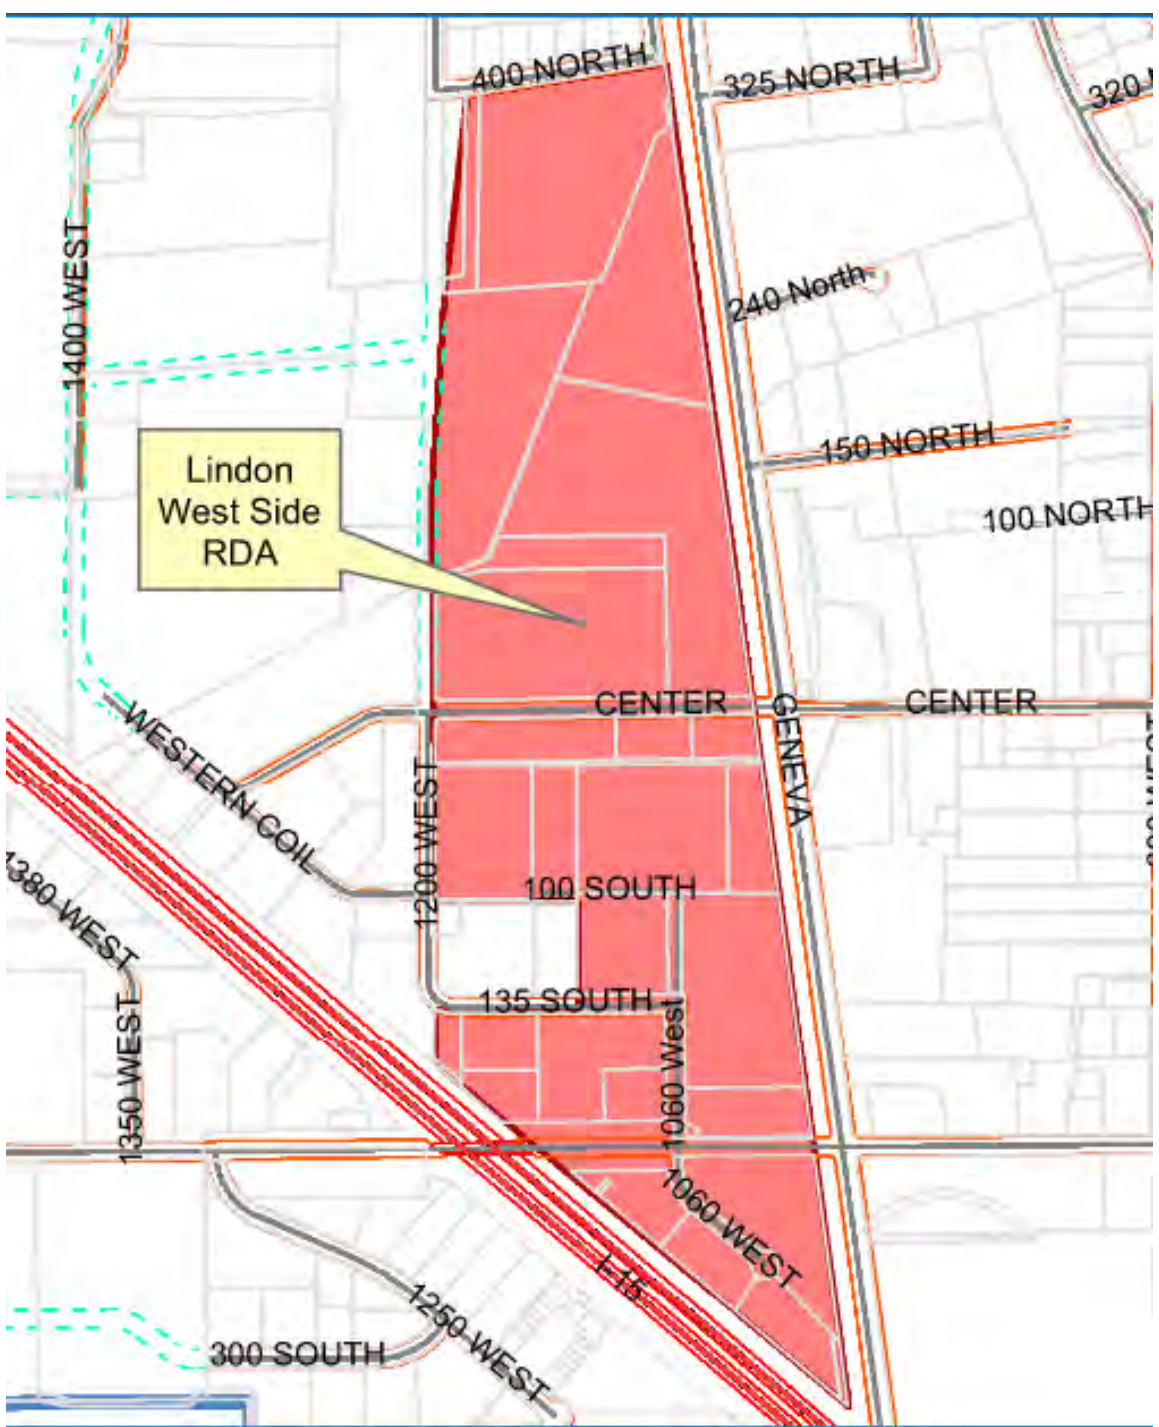 400 NORTH
325 NORTH
320
1400 WEST
240 North
150 NORTH
Lindon
West Side
RDA
100 NORTH
CENTER
CENTER
GENEVA
WESTERN COIL
1200 WEST
100 SOUTH
1380 WEST
135 SOUTH
1350 WEST
1060 West
1060 WEST
I-15
1250 WEST
300 SOUTH